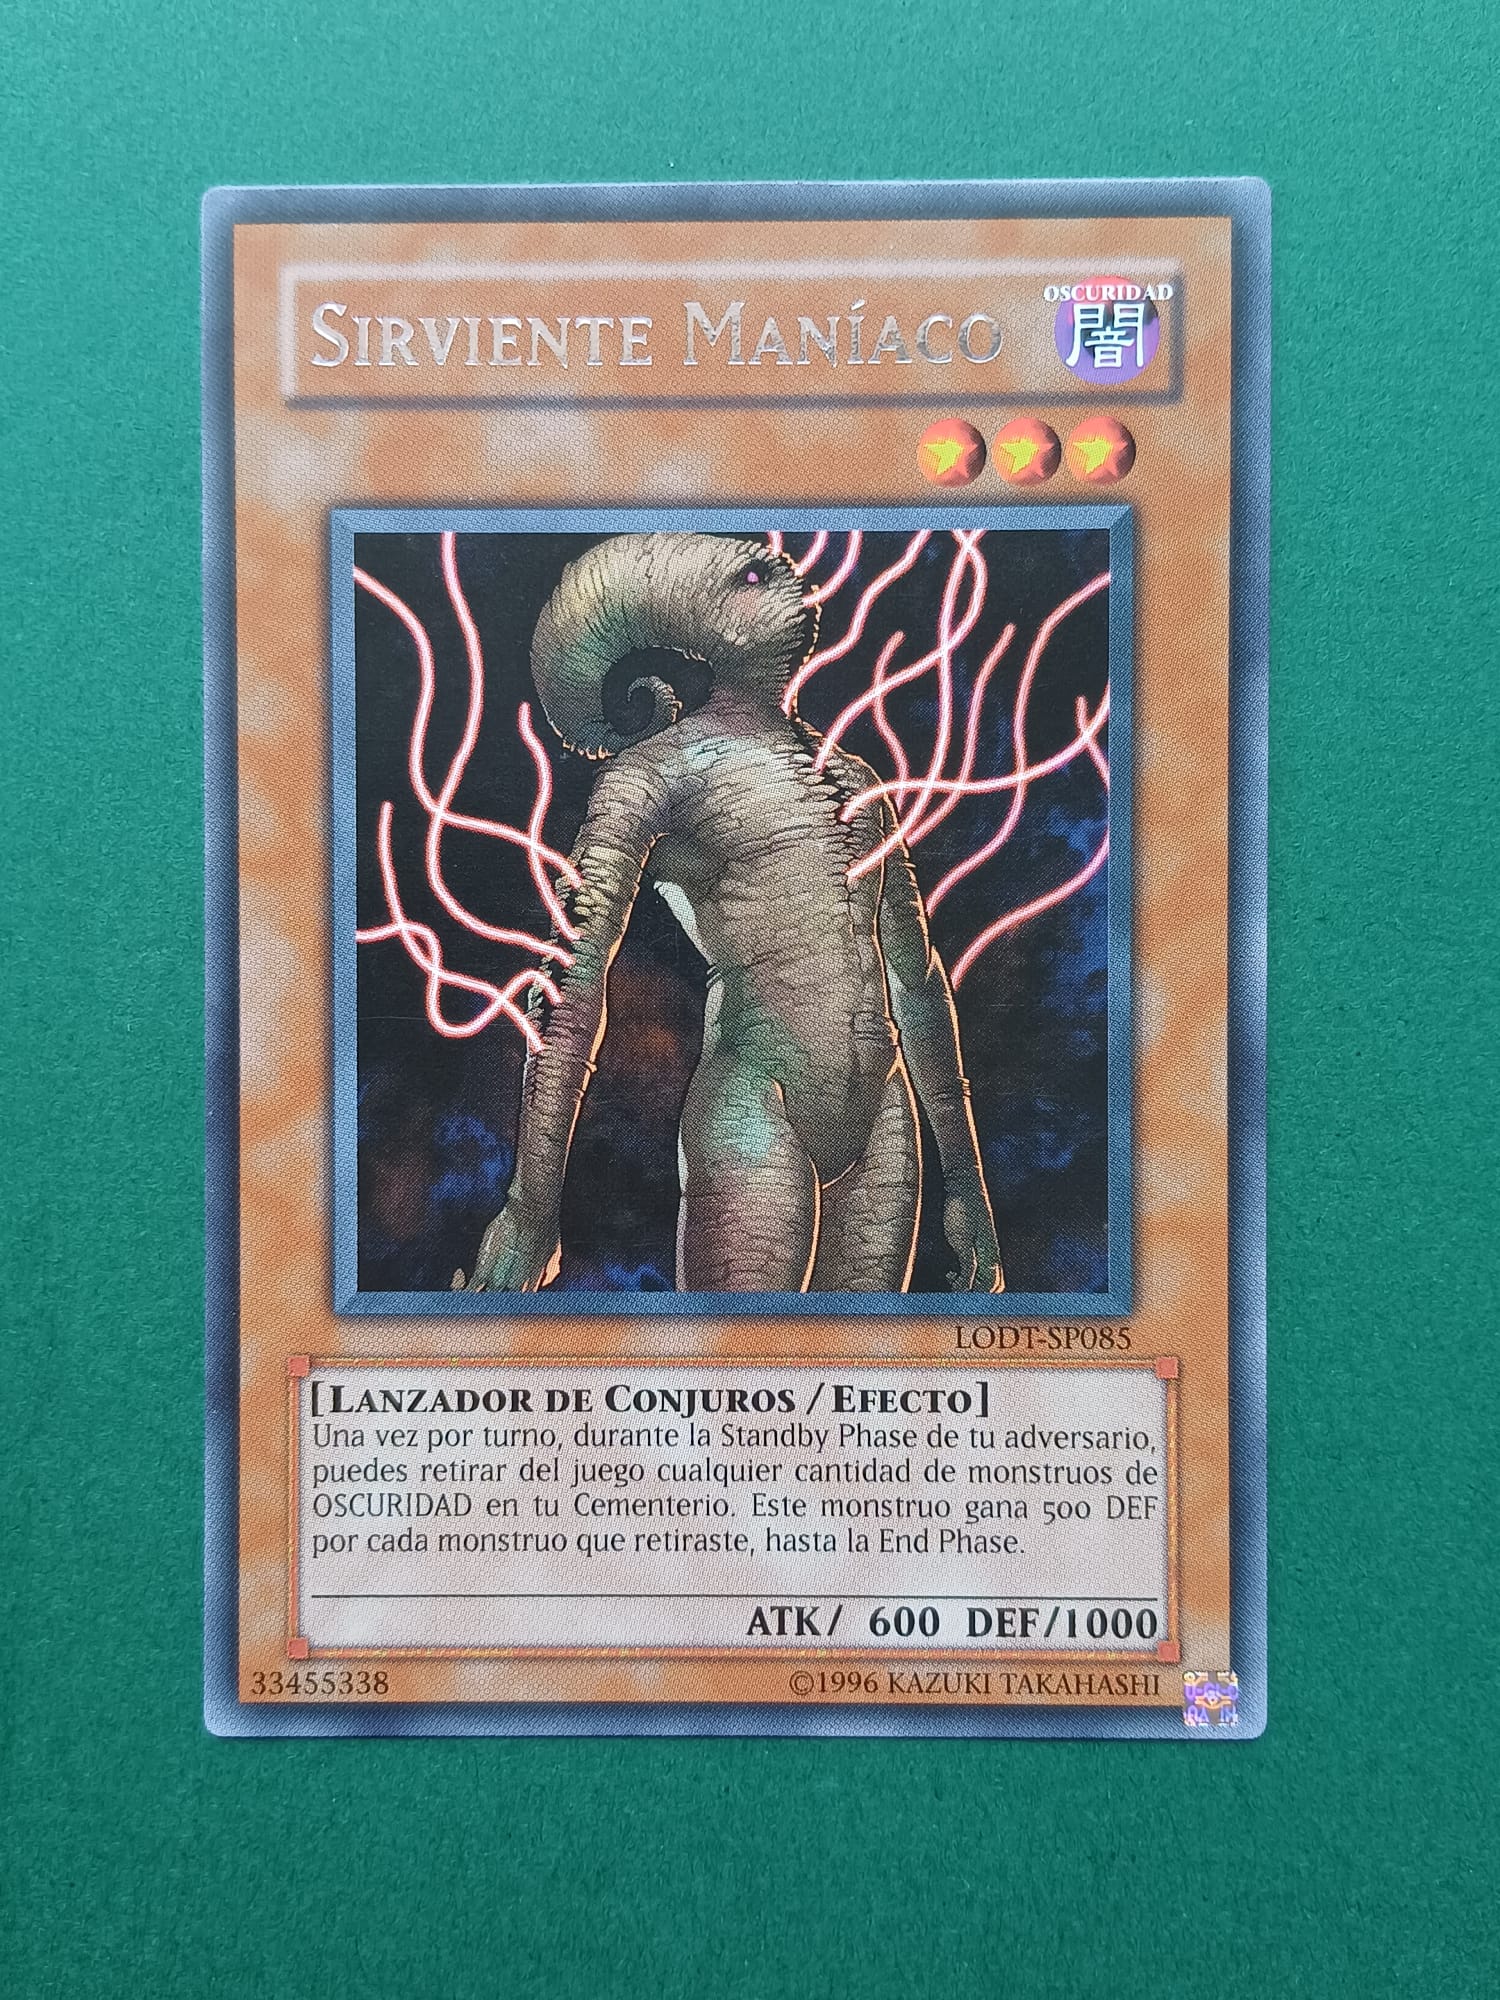 SIRVIENTE MANÍACO
OSCURIDAD
闇
LODT-SP085
[LANZADOR DE CONJUROS / EFECTO]
Una vez por turno, durante la Standby Phase de tu adversario,
puedes retirar del juego cualquier cantidad de monstruos de
OSCURIDAD en tu Cementerio. Este monstruo gana 500 DEF
por cada monstruo que retiraste, hasta la End Phase.
ATK/ 600 DEF/1000
33455338
©1996 KAZUKI TAKAHASHI